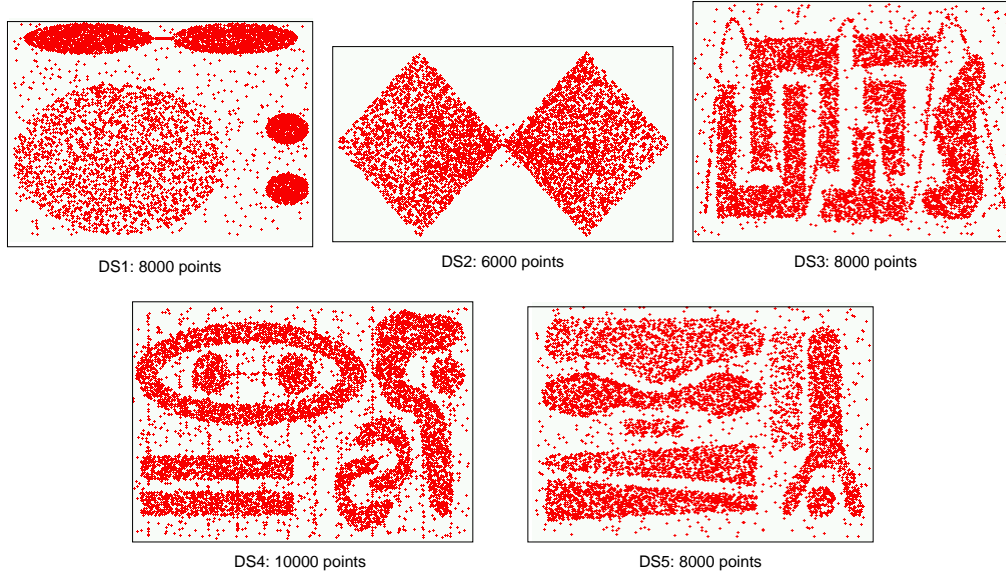 DS1: 8000 points
DS2: 6000 points
DS3: 8000 points
DS4: 10000 points
DS5: 8000 points